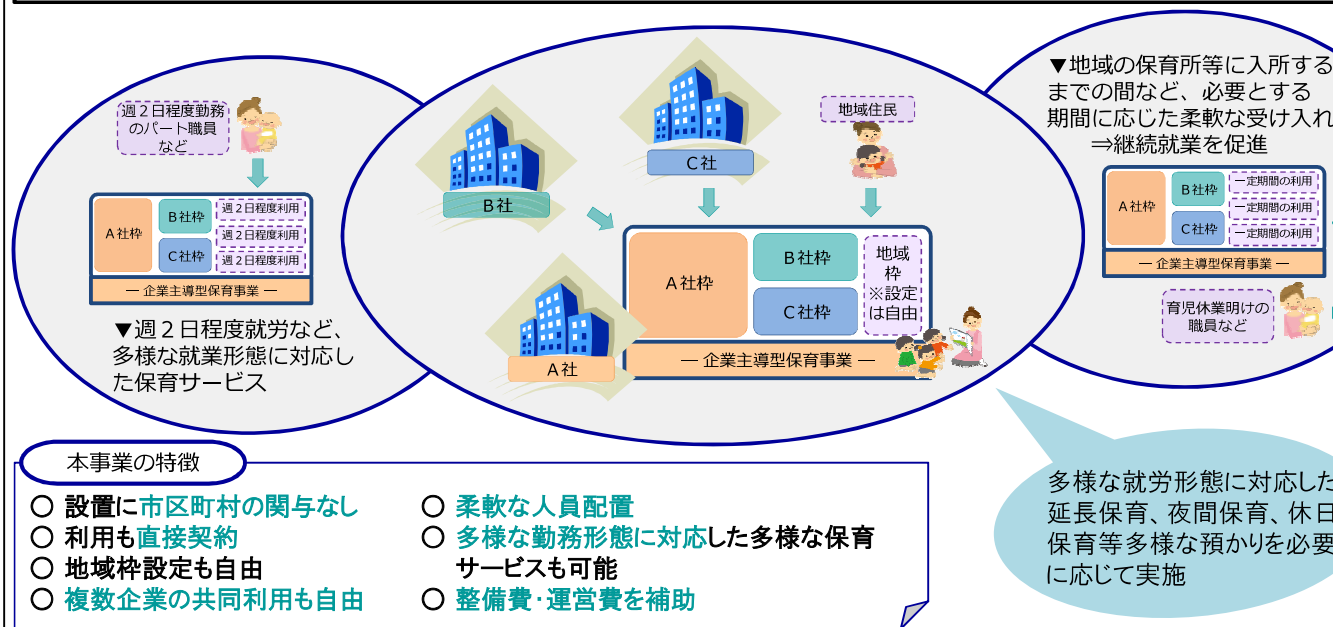 週２日程度勤務
のパート職員
など
A社枠
B社枠
C社枠
週２日程度利用
週２日程度利用
週２日程度利用
― 企業主導型保育事業 ―
▼週２日程度就労など、
多様な就業形態に対応し
た保育サービス
B社
C社
地域住民
A社
A社枠
B社枠
C社枠
地域
枠
※設定
は自由
― 企業主導型保育事業 ―
▼地域の保育所等に入所する
までの間など、必要とする
期間に応じた柔軟な受け入れ
⇒継続就業を促進
A社枠
B社枠
C社枠
一定期間の利用
一定期間の利用
一定期間の利用
― 企業主導型保育事業 ―
育児休業明けの
職員など
多様な就労形態に対応した
延長保育、夜間保育、休日
保育等多様な預かりを必要
に応じて実施
本事業の特徴
○ 設置に市区町村の関与なし
○ 利用も直接契約
○ 地域枠設定も自由
○ 複数企業の共同利用も自由
○ 柔軟な人員配置
○ 多様な勤務形態に対応した多様な保育
サービスも可能
○ 整備費・運営費を補助